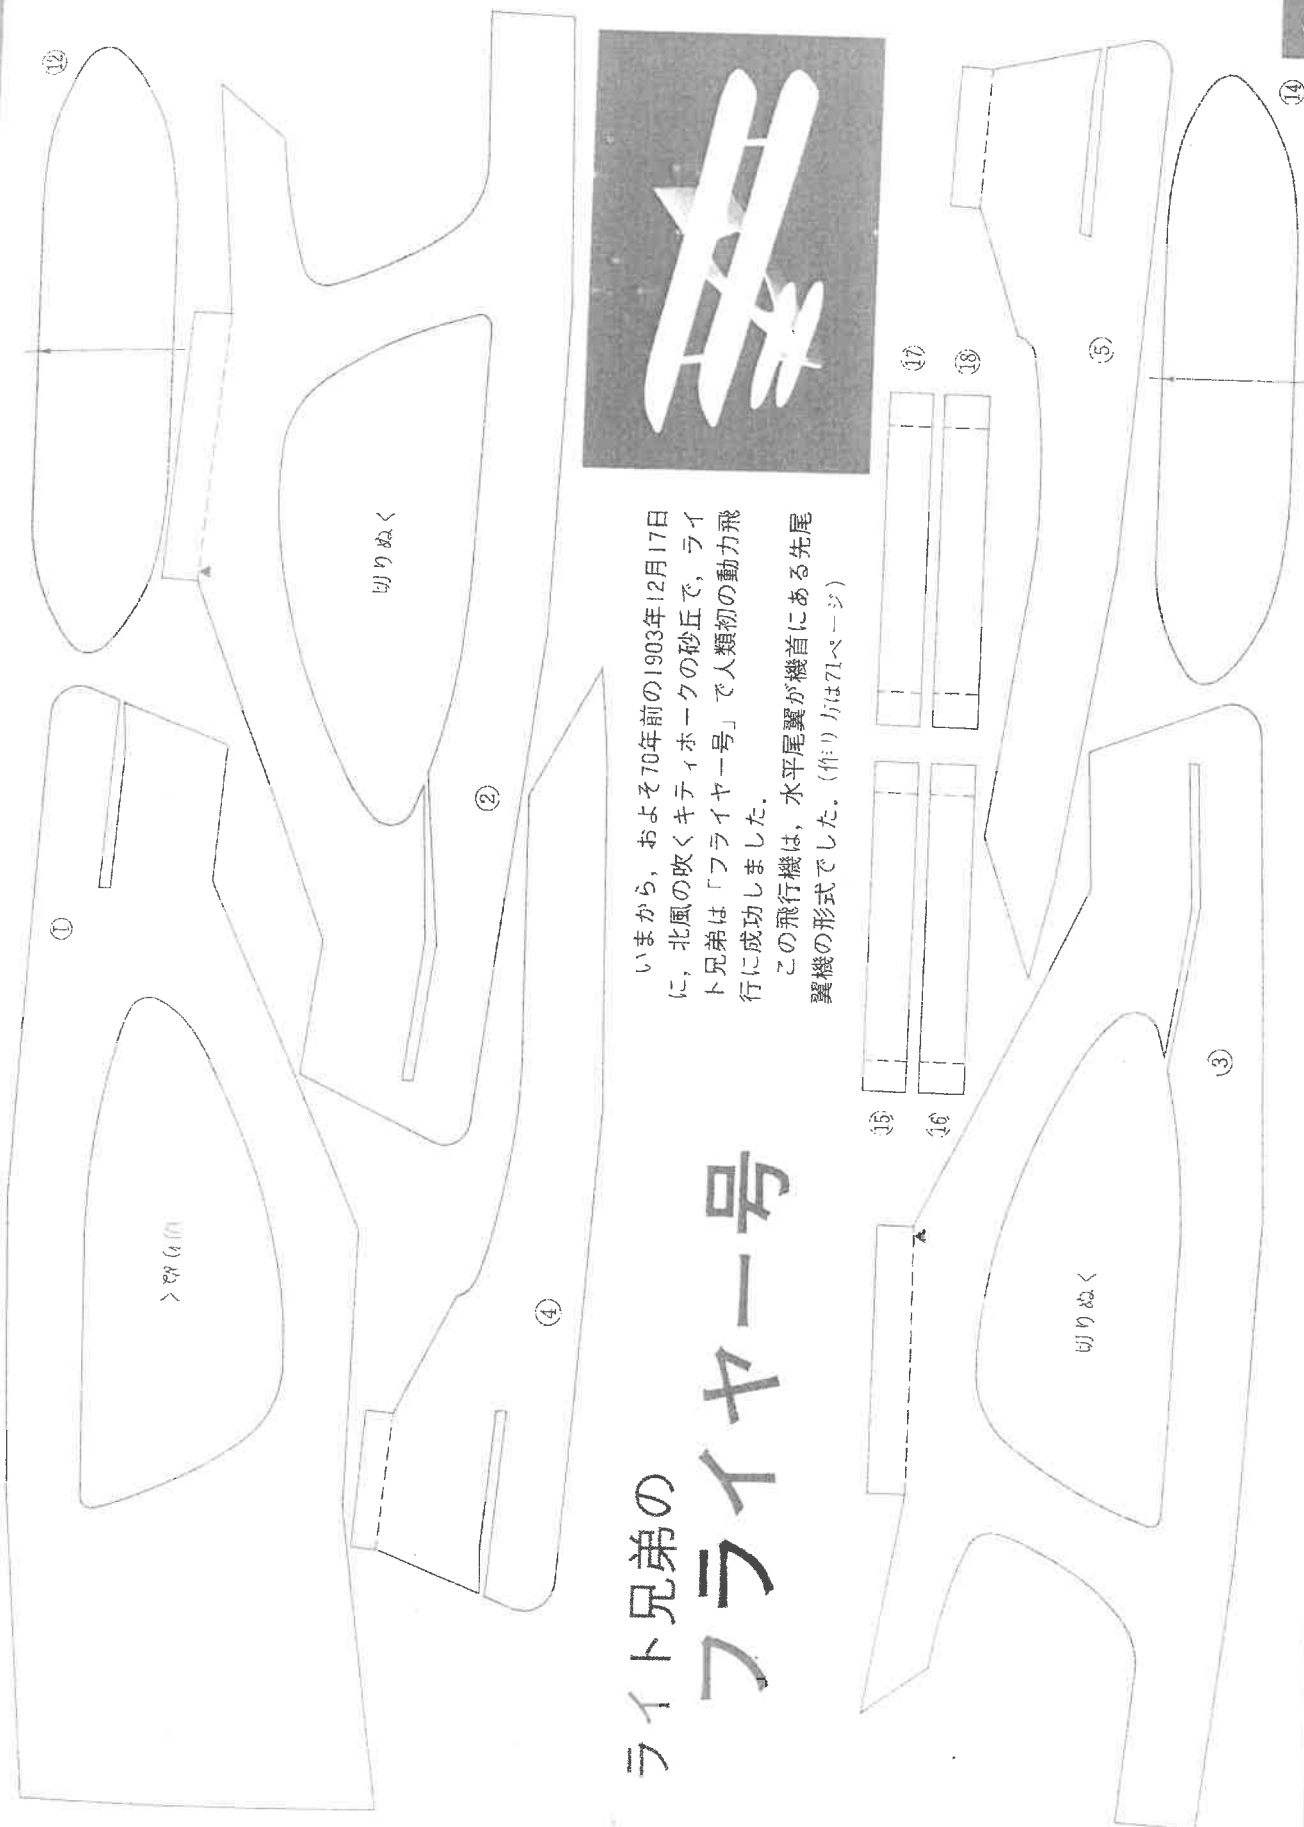 ライト兄弟の
フライヤー号
いまから，およそ70年前の1903年12月17日
に，北風の吹くキティホークの砂丘で，ライ
ト兄弟は「フライヤー号」で人類初の動力飛
行に成功しました．
この飛行機は，水平尾翼が機首にある先尾
翼機の形式でした．(作り方は71ページ)
①
切りぬく
②
切りぬく
③
切りぬく
④
⑤
⑫
⑭
⑮
⑯
⑰
⑱